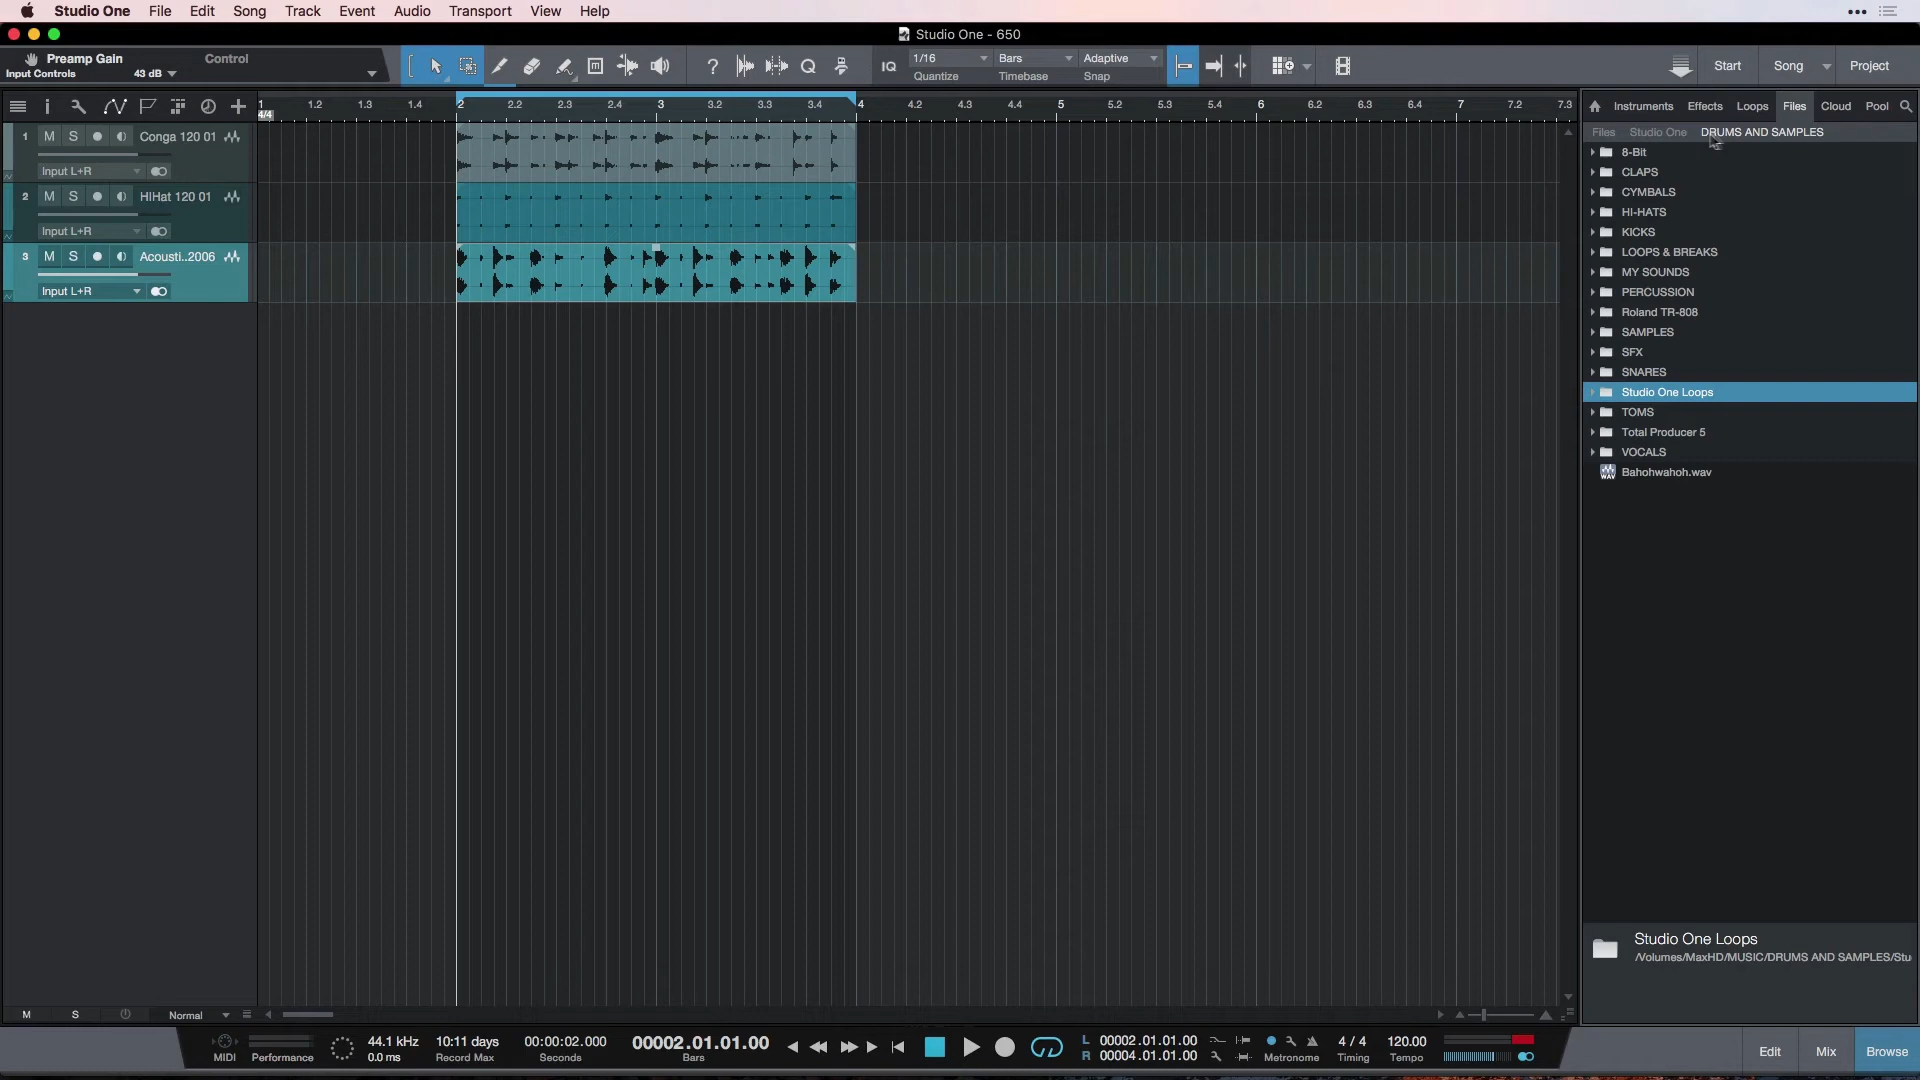 Studio One File Edit Song Track Event Audio Transport View Help
Studio One - 650
Preamp Gain Control
Input Controls 43 dB
? Q IQ 1/16 Bars Adaptive Start Song Project
Quantize Timebase Snap
1 1.2 1.3 1.4 2 2.2 2.3 2.4 3 3.2 3.3 3.4 4 4.2 4.3 4.4 5 5.2 5.3 5.4 6 6.2 6.3 6.4 7 7.2 7.3
4/4
Instruments Effects Loops Files Cloud Pool
Files Studio One DRUMS AND SAMPLES
1 M S Conga 120 01
Input L+R
2 M S HIHat 120 01
Input L+R
3 M S Acousti..2006
Input L+R
8-Bit
CLAPS
CYMBALS
HI-HATS
KICKS
LOOPS & BREAKS
MY SOUNDS
PERCUSSION
Roland TR-808
SAMPLES
SFX
SNARES
Studio One Loops
TOMS
Total Producer 5
VOCALS
WAV Bahohwahoh.wav
Studio One Loops
/Volumes/MaxHD/MUSIC/DRUMS AND SAMPLES/Stu
M S Normal
MIDI Performance
44.1 kHz
0.0 ms
10:11 days
Record Max
00:00:02.000
Seconds
00002.01.01.00
Bars
L 00002.01.01.00
R 00004.01.01.00
Metronome
4 / 4
Timing
120.00
Tempo
Edit Mix Browse